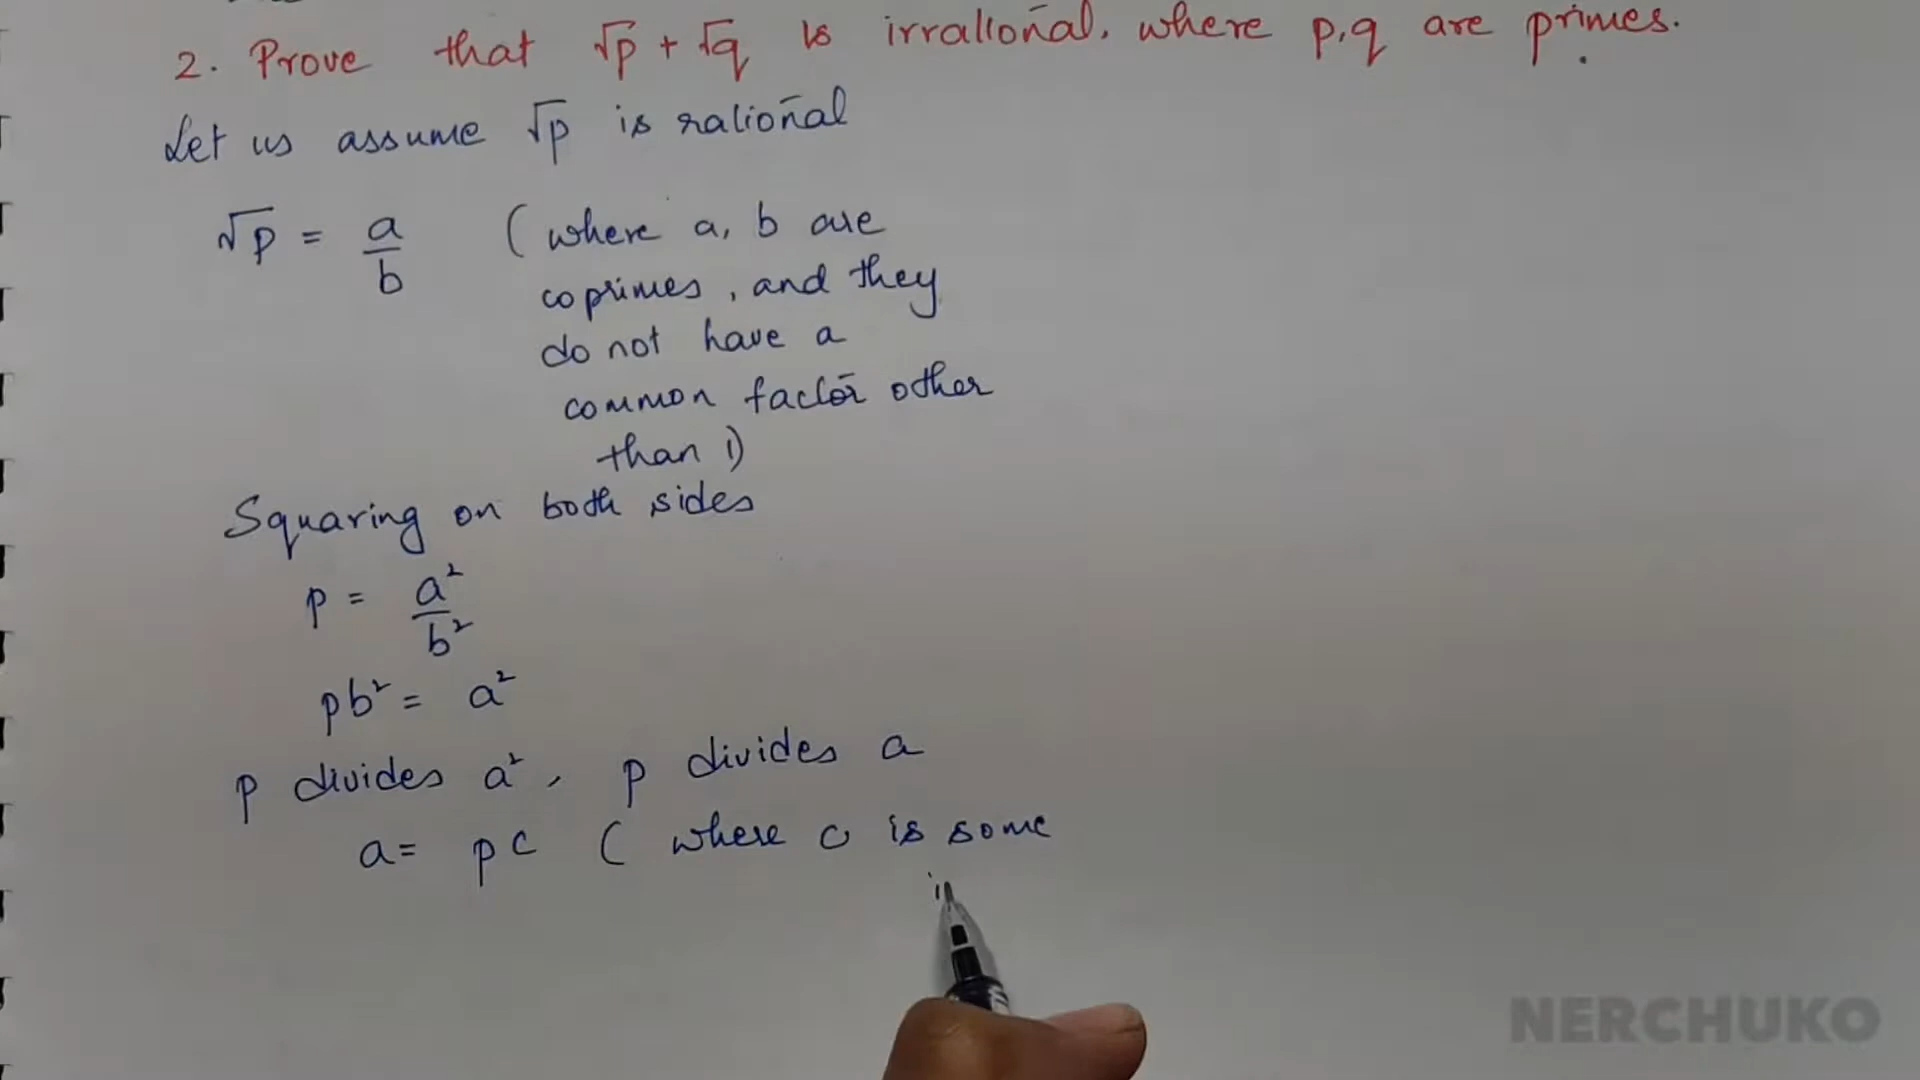 2. Prove that √p + √q is irrational, where p,q are primes.
Let us assume √p is rational
√p = a/b (where a, b are
coprimes, and they
do not have a
common factor other
than 1)
Squaring on both sides
p = a²/b²
pb² = a²
p divides a², p divides a
a= pc ( where c is some
NERCHUKO